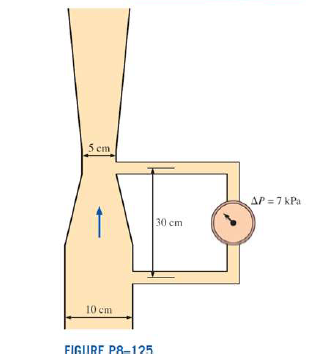 5 cm
ΔP = 7 kPa
30 cm
10 cm
FIGURE P8–125